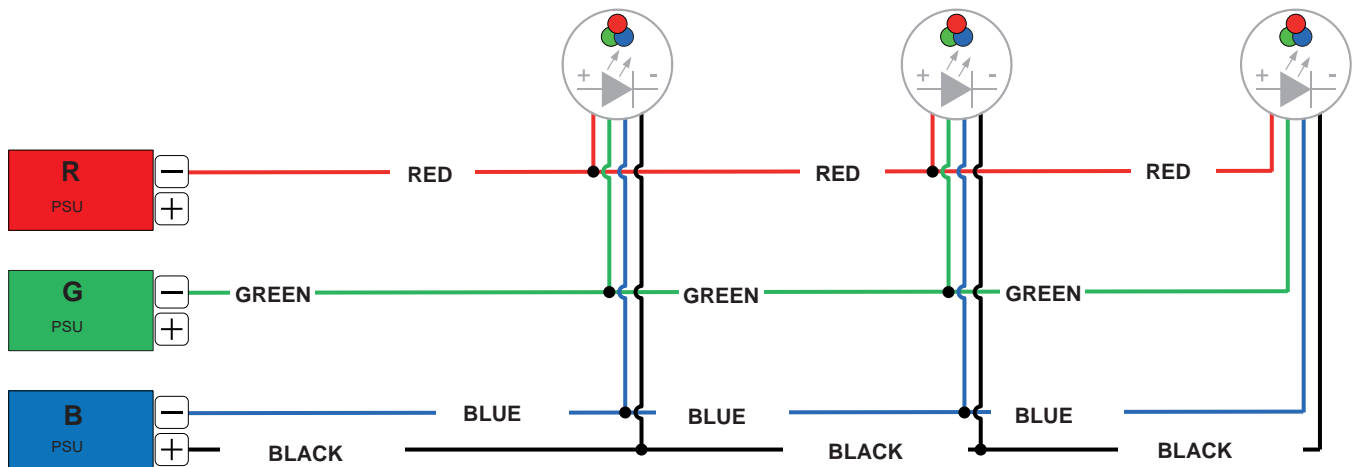 + -
+ -
+ -
R
PSU
−
+
RED
RED
RED
G
PSU
−
+
GREEN
GREEN
GREEN
B
PSU
−
+
BLUE
BLUE
BLUE
BLACK
BLACK
BLACK